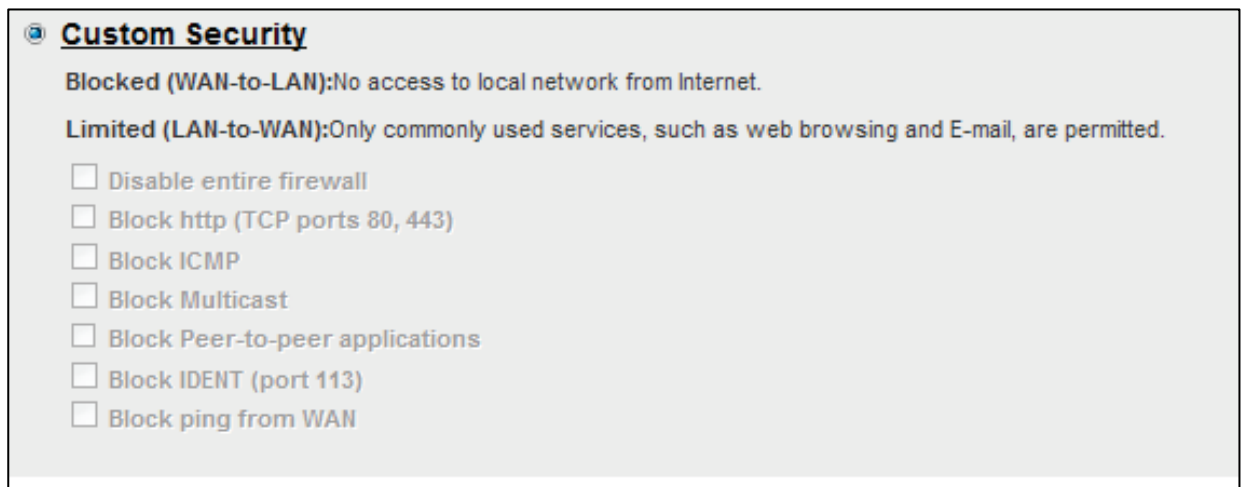 Custom Security
Blocked (WAN-to-LAN):No access to local network from Internet.
Limited (LAN-to-WAN):Only commonly used services, such as web browsing and E-mail, are permitted.
Disable entire firewall
Block http (TCP ports 80, 443)
Block ICMP
Block Multicast
Block Peer-to-peer applications
Block IDENT (port 113)
Block ping from WAN